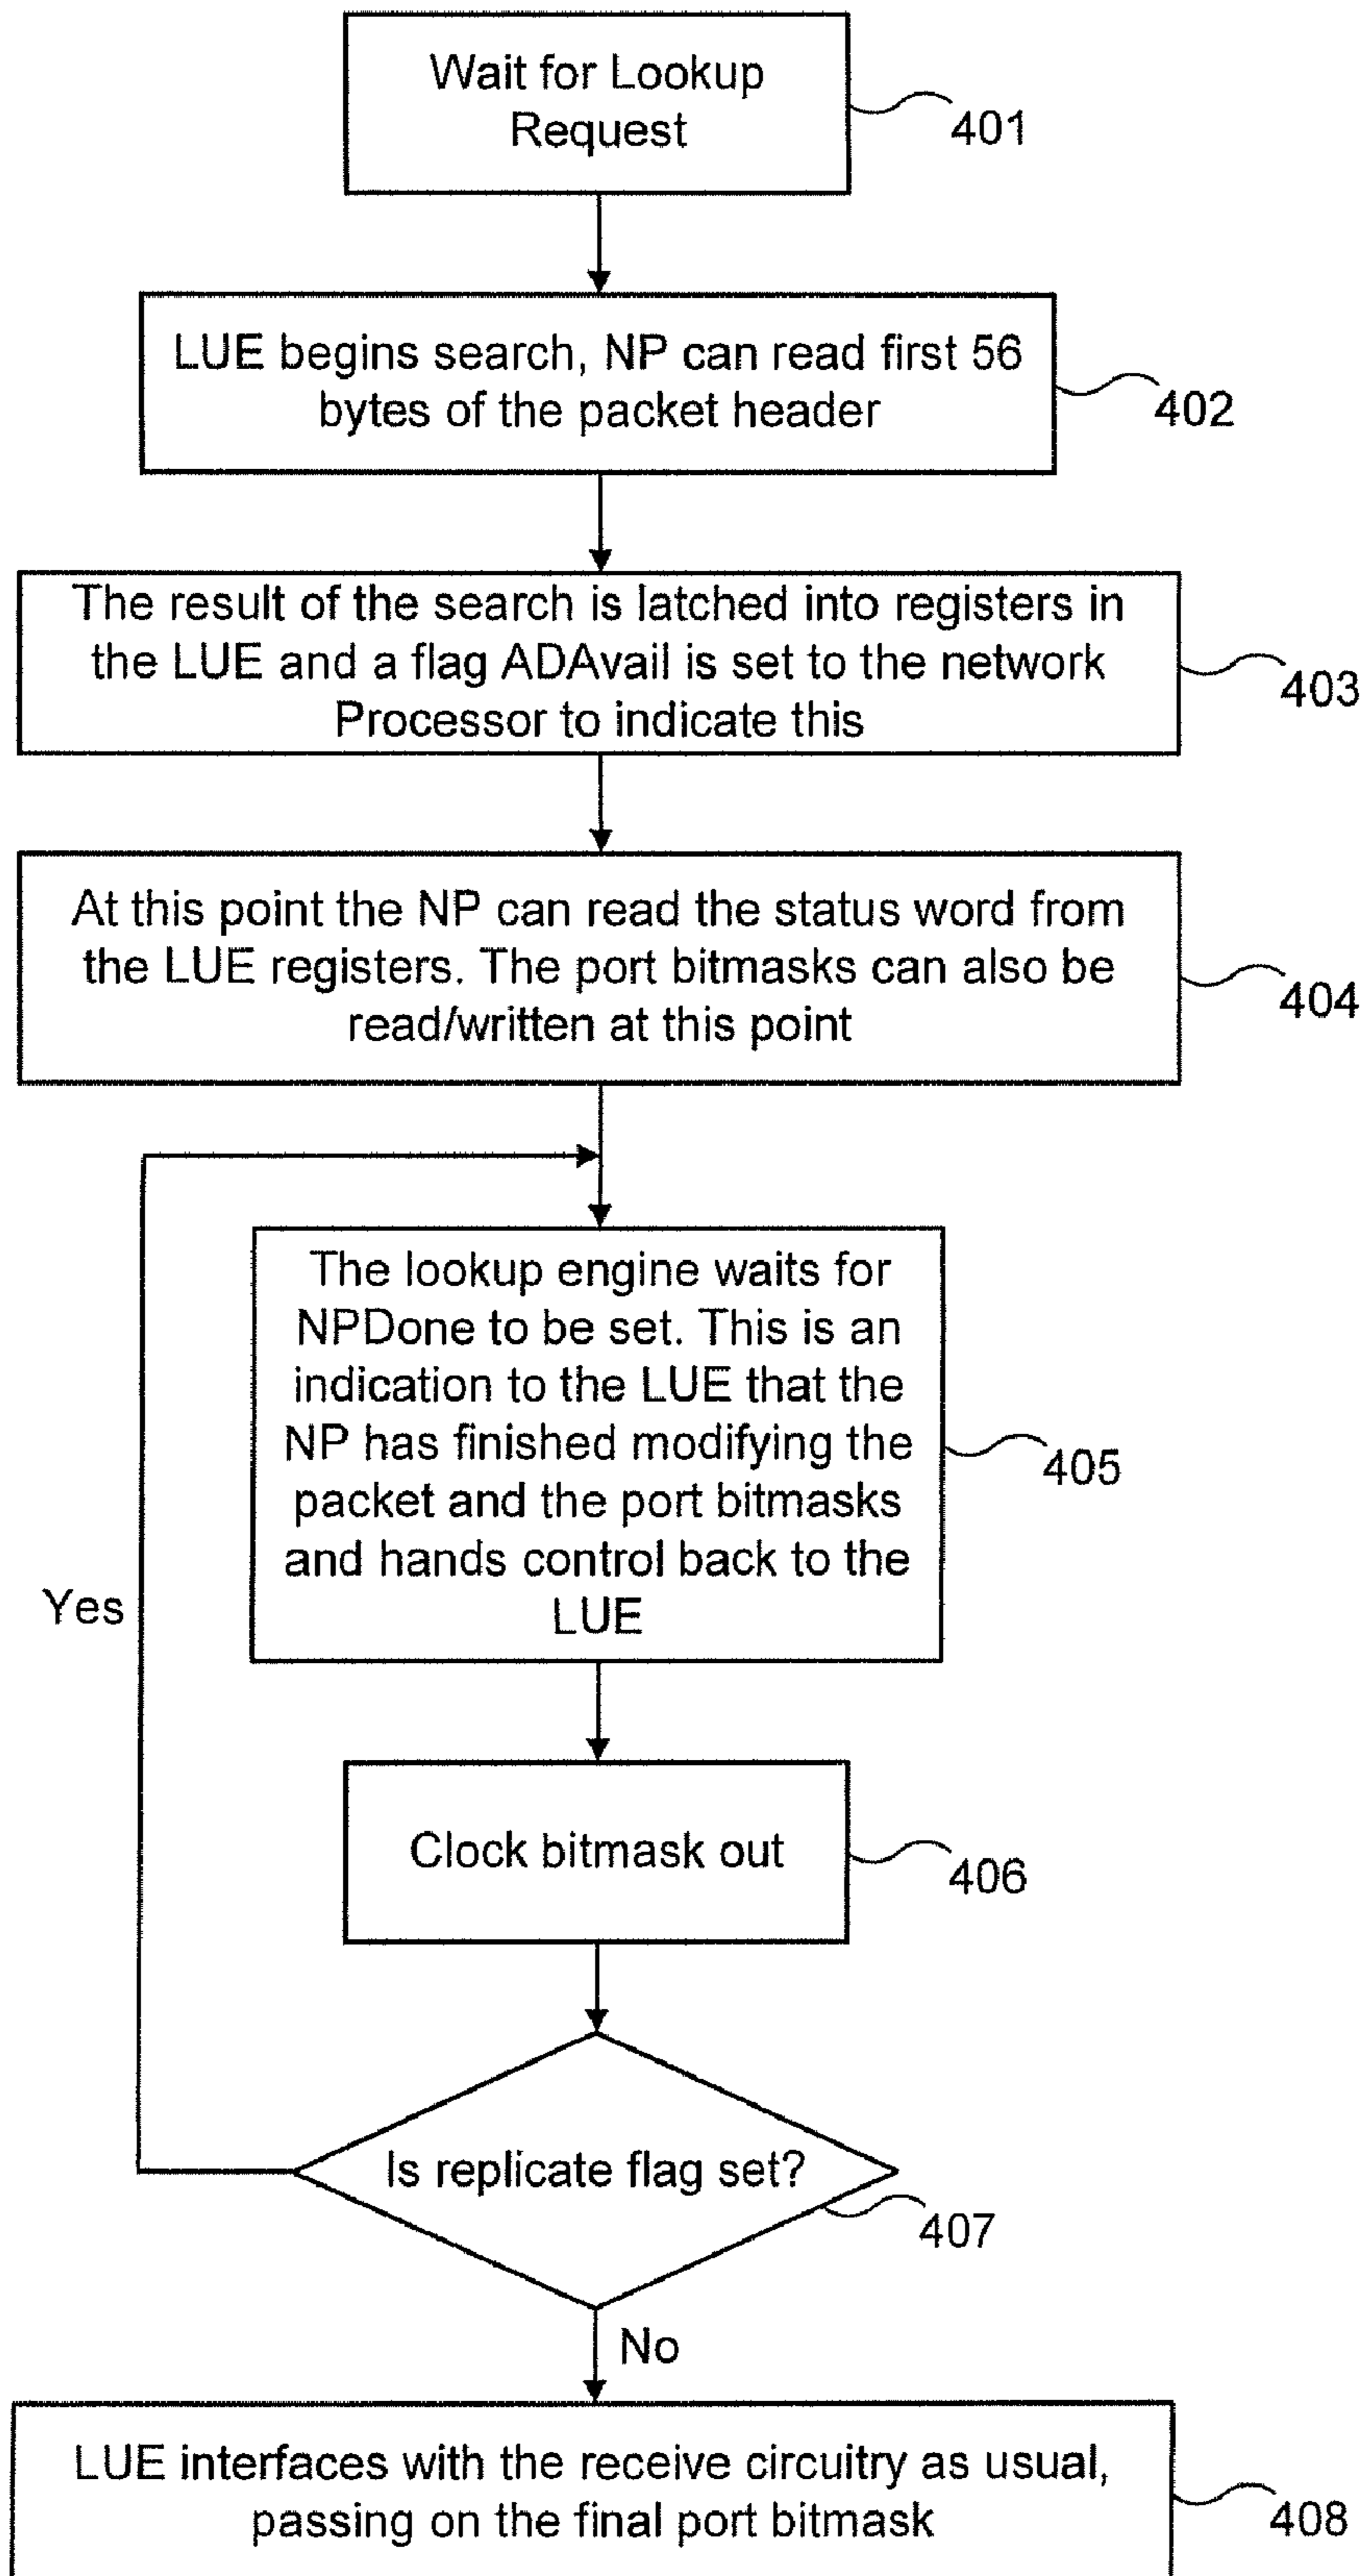 Wait for Lookup
Request
401
LUE begins search, NP can read first 56
bytes of the packet header
402
The result of the search is latched into registers in
the LUE and a flag ADAvail is set to the network
Processor to indicate this
403
At this point the NP can read the status word from
the LUE registers. The port bitmasks can also be
read/written at this point
404
The lookup engine waits for
NPDone to be set. This is an
indication to the LUE that the
NP has finished modifying the
packet and the port bitmasks
and hands control back to the
LUE
405
Yes
Clock bitmask out
406
Is replicate flag set?
407
No
LUE interfaces with the receive circuitry as usual,
passing on the final port bitmask
408